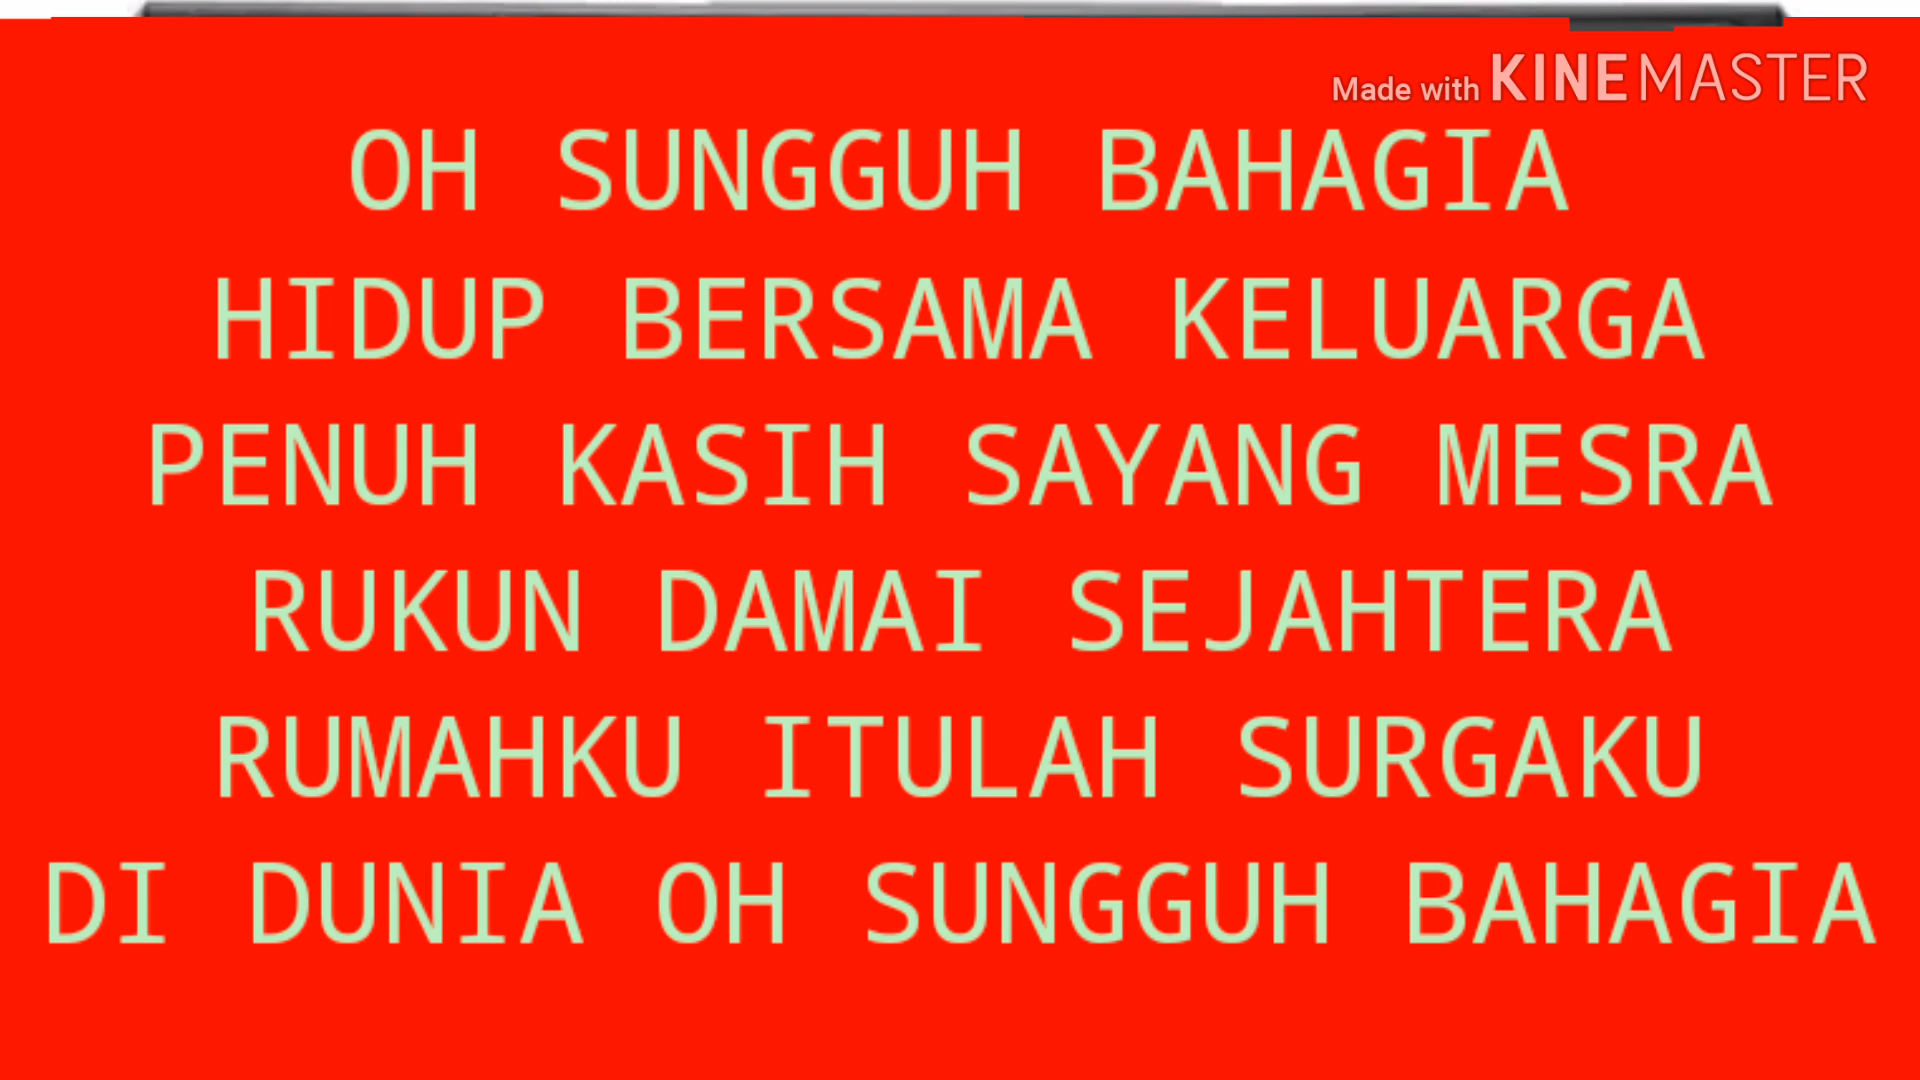 Made with KINEMASTER
OH SUNGGUH BAHAGIA
HIDUP BERSAMA KELUARGA
PENUH KASIH SAYANG MESRA
RUKUN DAMAI SEJAHTERA
RUMAHKU ITULAH SURGAKU
DI DUNIA OH SUNGGUH BAHAGIA